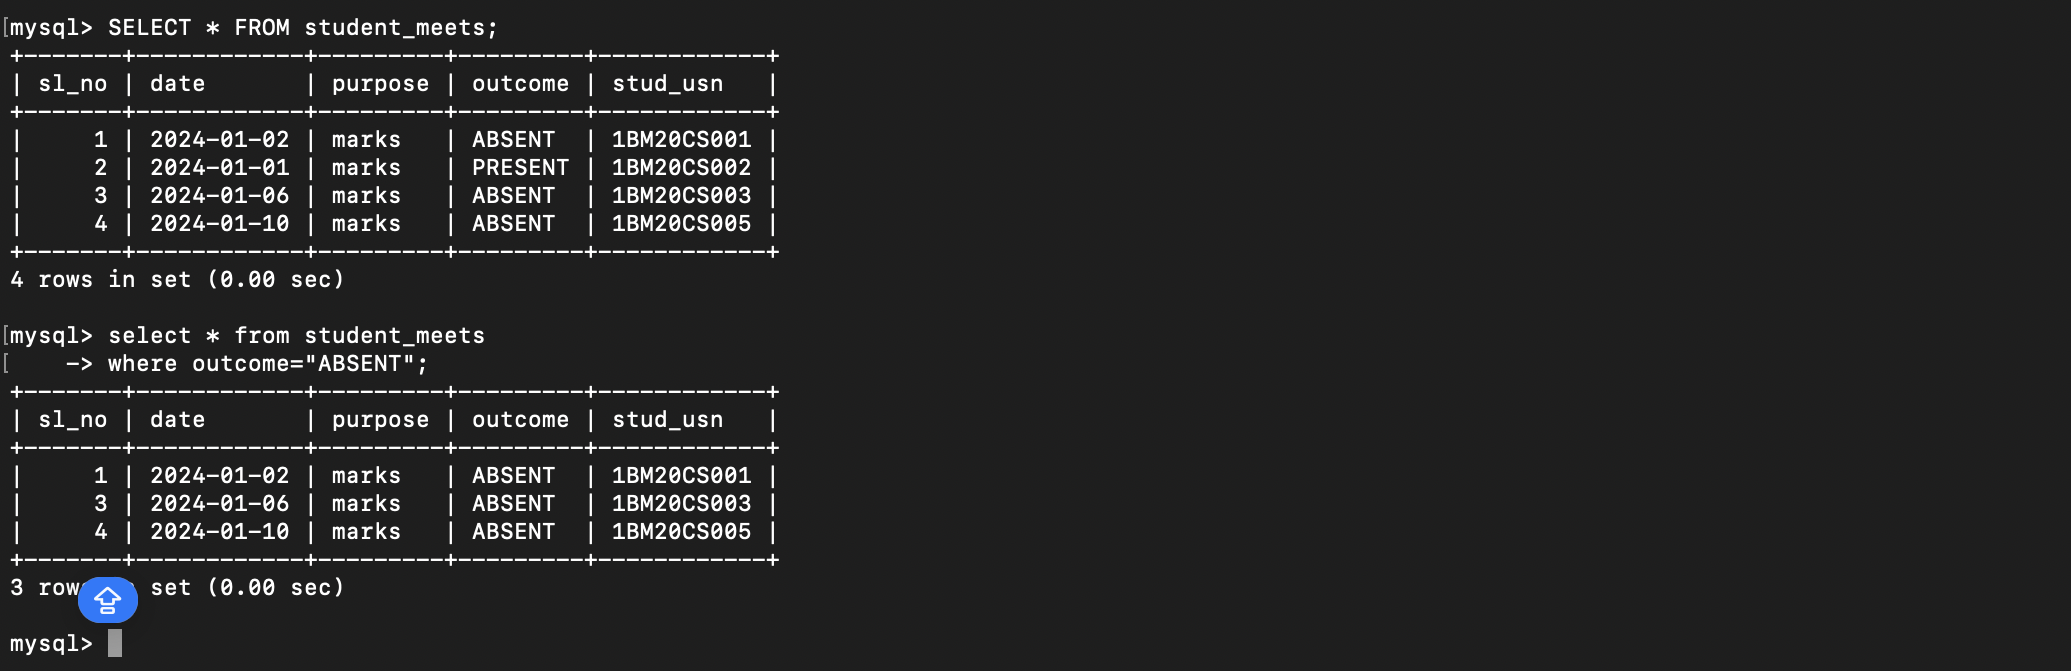 mysql> SELECT * FROM student_meets;
+-------+------------+---------+---------+------------+
| sl_no | date       | purpose | outcome | stud_usn   |
+-------+------------+---------+---------+------------+
|     1 | 2024-01-02 | marks   | ABSENT  | 1BM20CS001 |
|     2 | 2024-01-01 | marks   | PRESENT | 1BM20CS002 |
|     3 | 2024-01-06 | marks   | ABSENT  | 1BM20CS003 |
|     4 | 2024-01-10 | marks   | ABSENT  | 1BM20CS005 |
+-------+------------+---------+---------+------------+
4 rows in set (0.00 sec)
mysql> select * from student_meets
    -> where outcome="ABSENT";
+-------+------------+---------+---------+------------+
| sl_no | date       | purpose | outcome | stud_usn   |
+-------+------------+---------+---------+------------+
|     1 | 2024-01-02 | marks   | ABSENT  | 1BM20CS001 |
|     3 | 2024-01-06 | marks   | ABSENT  | 1BM20CS003 |
|     4 | 2024-01-10 | marks   | ABSENT  | 1BM20CS005 |
+-------+------------+---------+---------+------------+
3 set (0.00 sec)
mysql>